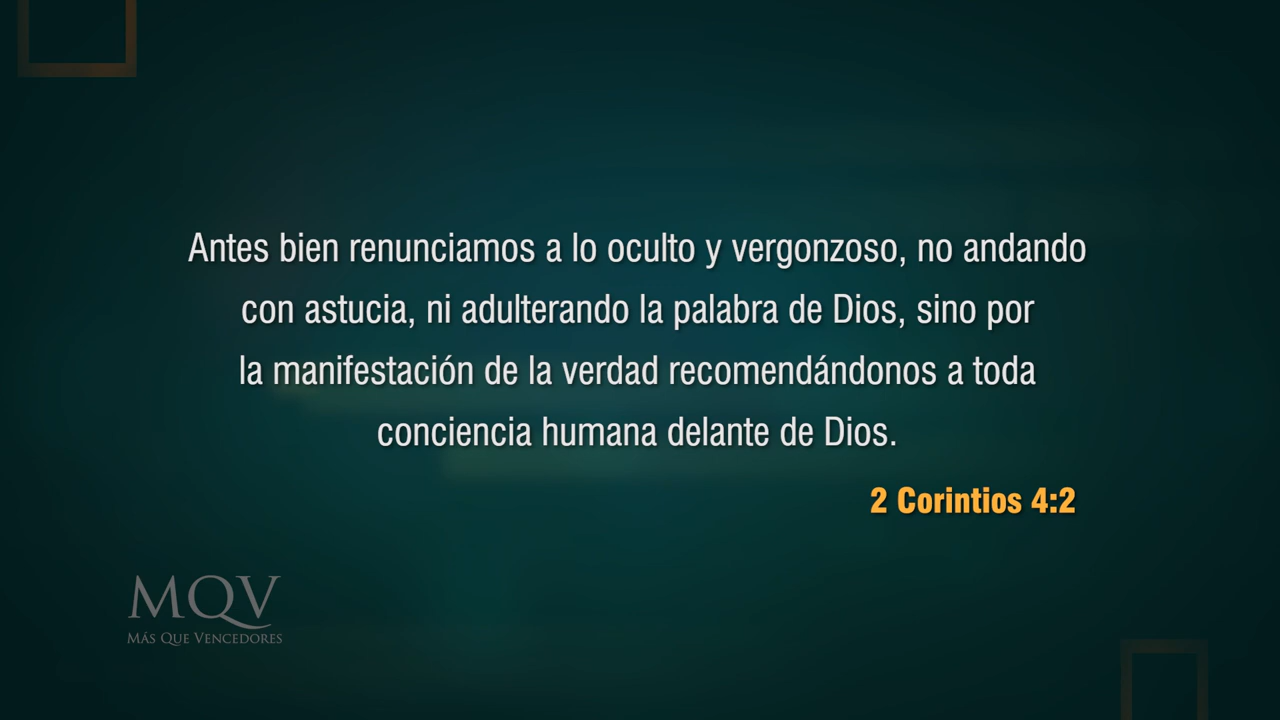 Antes bien renunciamos a lo oculto y vergonzoso, no andando
con astucia, ni adulterando la palabra de Dios, sino por
la manifestación de la verdad recomendándonos a toda
conciencia humana delante de Dios.
2 Corintios 4:2
MQV
MÁS QUE VENCEDORES